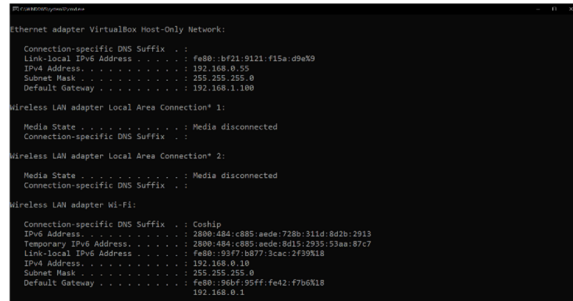 Ethernet adapter VirtualBox Host-Only Network:
Connection-specific DNS Suffix . :
Link-local IPv6 Address . . . . . : fe80::bf21:9121:f15a:d9e%9
IPv4 Address. . . . . . . . . . . : 192.168.0.55
Subnet Mask . . . . . . . . . . . : 255.255.255.0
Default Gateway . . . . . . . . . : 192.168.1.100
Wireless LAN adapter Local Area Connection* 1:
Media State . . . . . . . . . . . : Media disconnected
Connection-specific DNS Suffix . :
Wireless LAN adapter Local Area Connection* 2:
Media State . . . . . . . . . . . : Media disconnected
Connection-specific DNS Suffix . :
Wireless LAN adapter Wi-Fi:
Connection-specific DNS Suffix . : Coship
IPv6 Address. . . . . . . . . . . : 2800:484:c885:aede:728b:311d:8d2b:2913
Temporary IPv6 Address. . . . . . : 2800:484:c885:aede:8d15:2935:53aa:87c7
Link-local IPv6 Address . . . . . : fe80::93f7:b877:3cac:2f39%18
IPv4 Address. . . . . . . . . . . : 192.168.0.10
Subnet Mask . . . . . . . . . . . : 255.255.255.0
Default Gateway . . . . . . . . . : fe80::96bf:95ff:fe42:f7b6%18
192.168.0.1